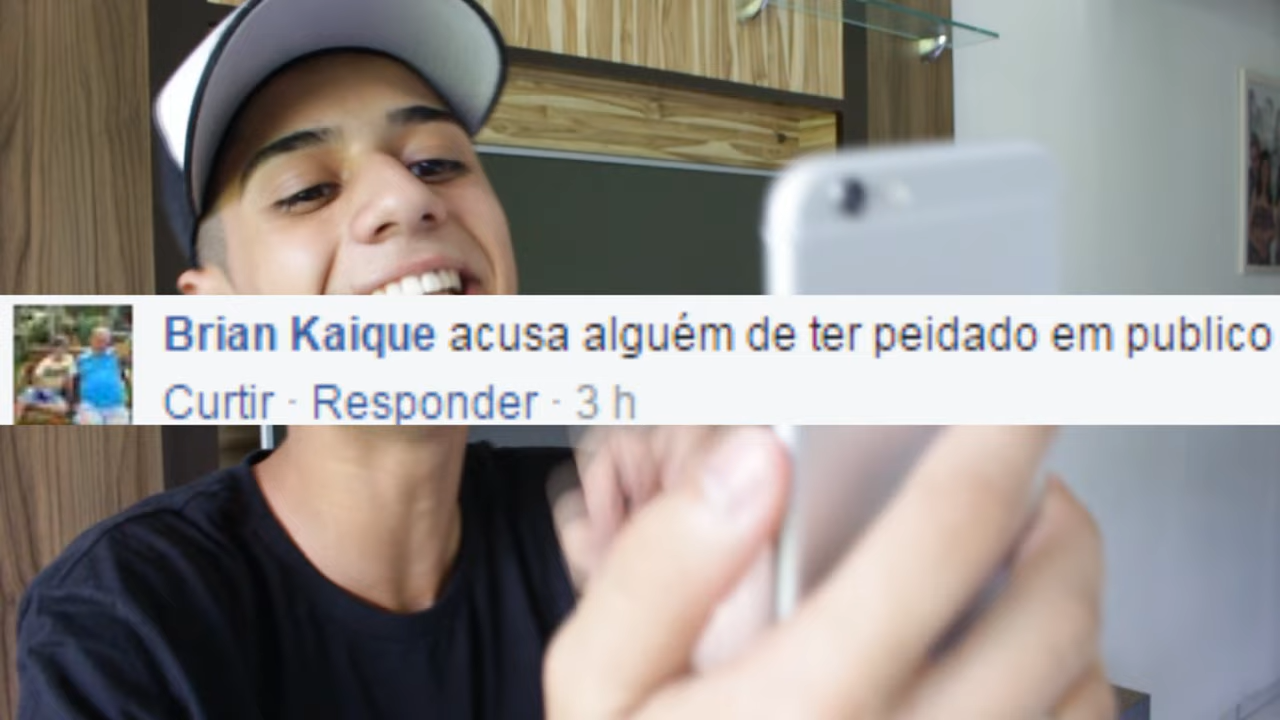 Brian Kaique acusa alguém de ter peidado em publico
Curtir · Responder · 3 h